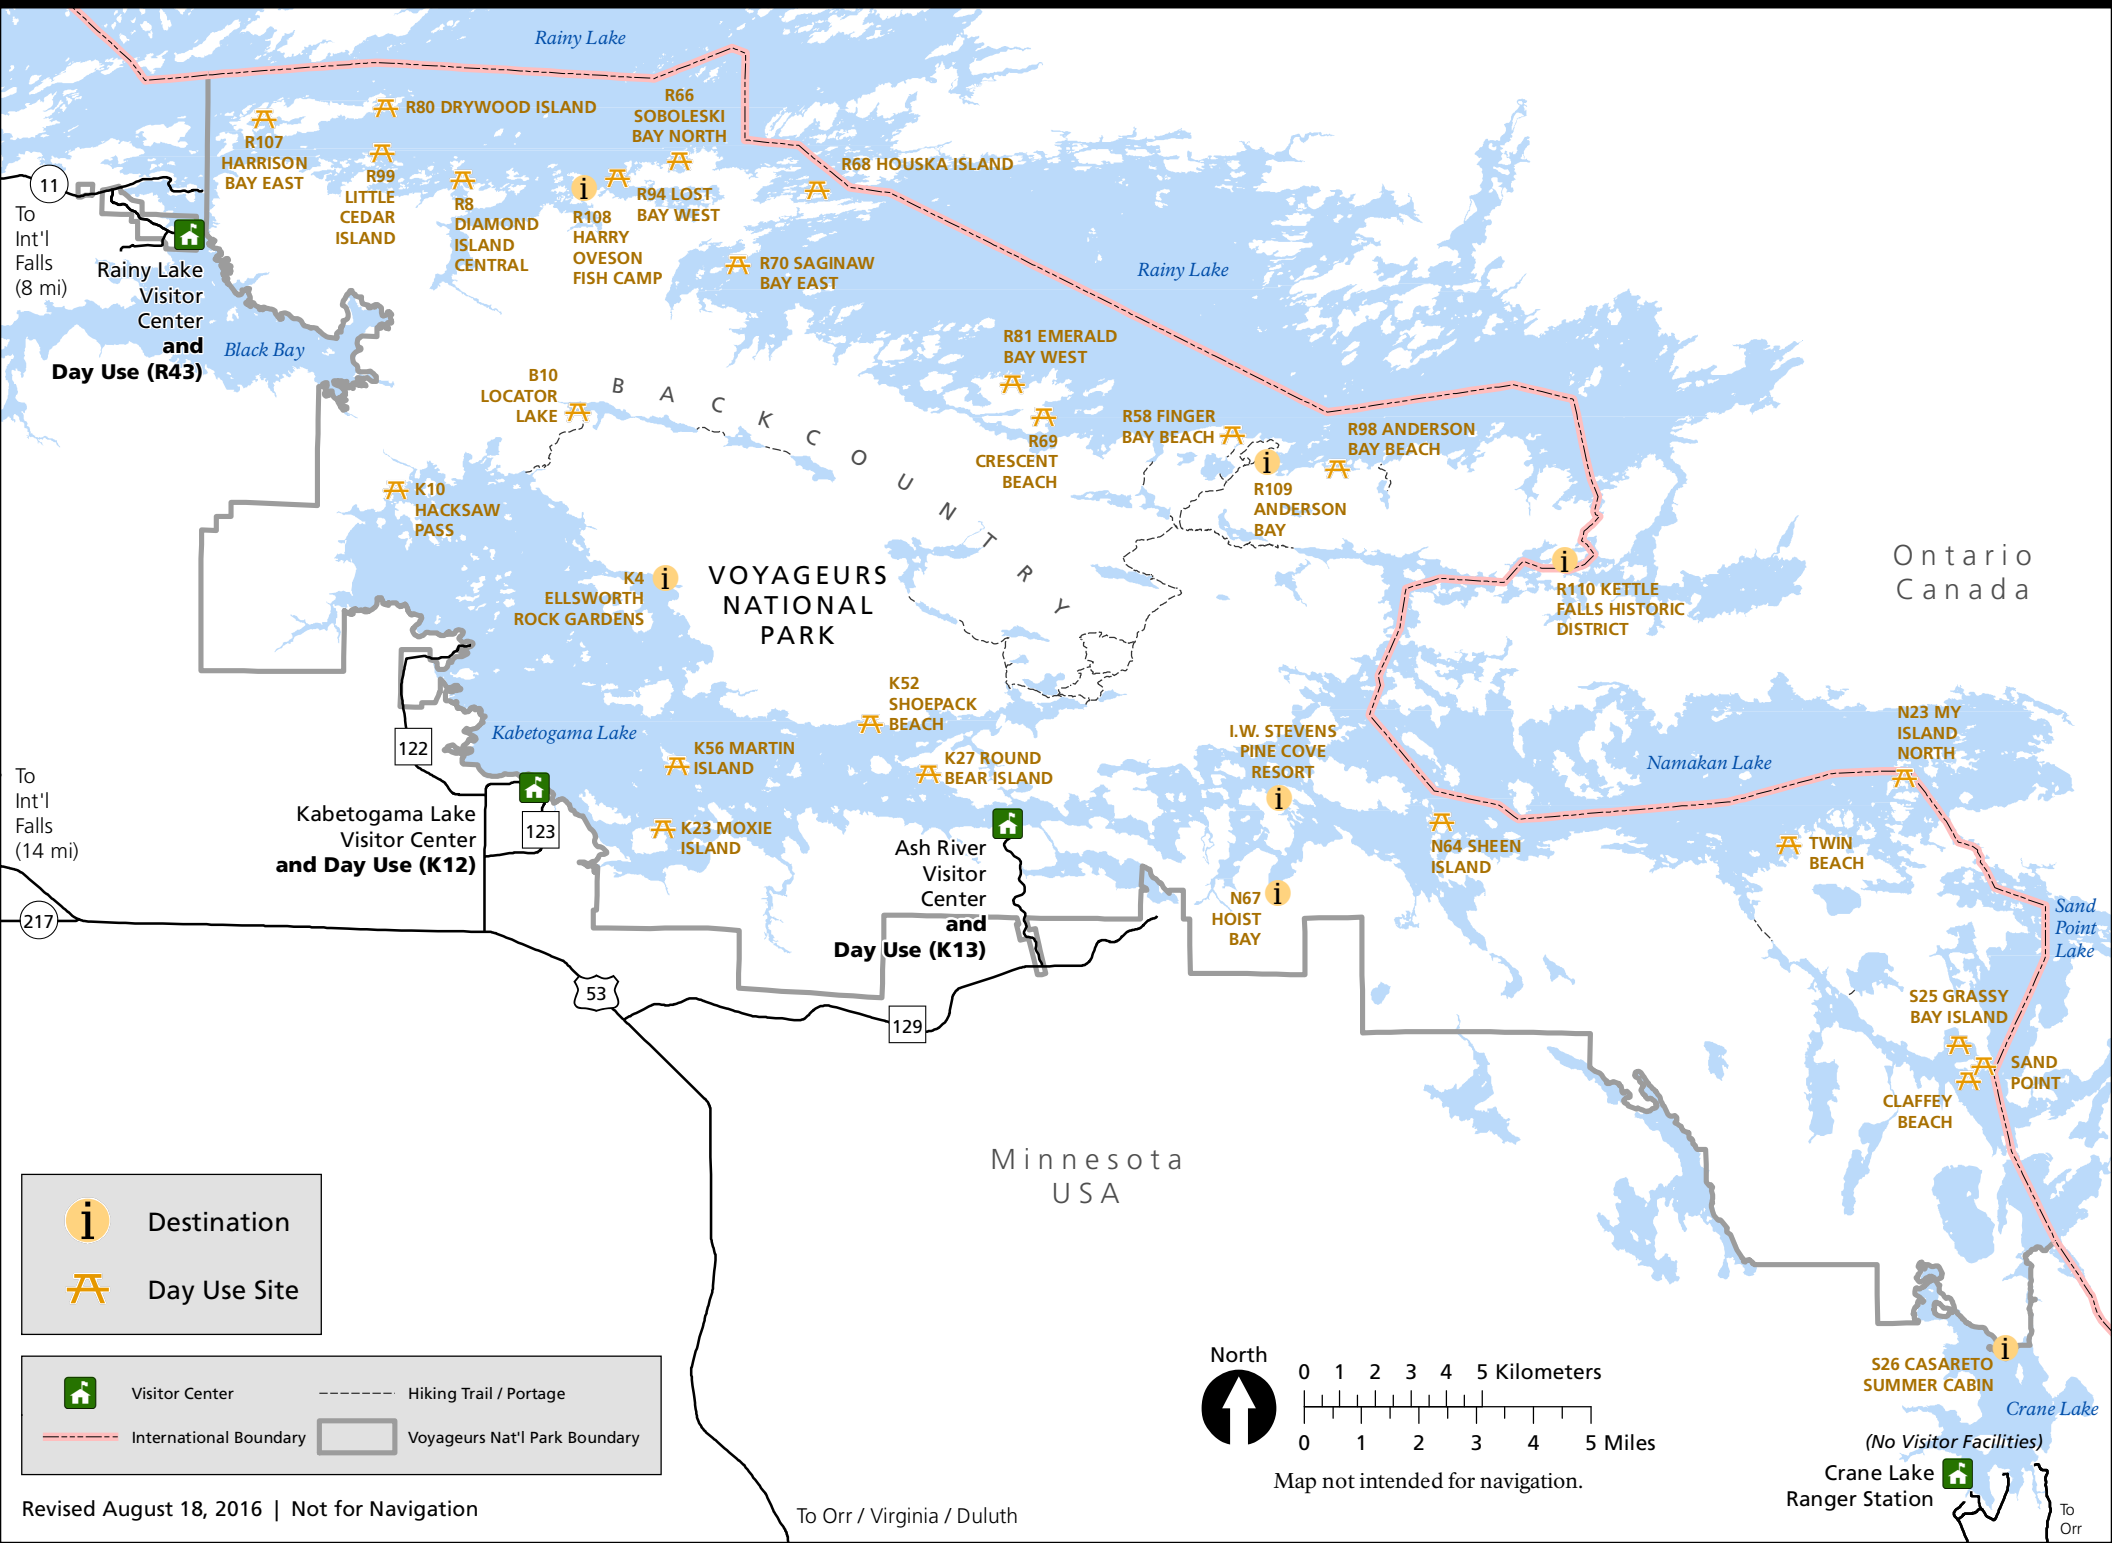 Rainy Lake
R80 DRYWOOD ISLAND
R66
SOBOLESKI
BAY NORTH
R107
HARRISON
BAY EAST
R99
LITTLE
CEDAR
ISLAND
R8
DIAMOND
ISLAND
CENTRAL
R108
HARRY
OVESON
FISH CAMP
R94 LOST
BAY WEST
R68 HOUSKA ISLAND
R70 SAGINAW
BAY EAST
Rainy Lake
11
To
Int'l
Falls
(8 mi)
Rainy Lake
Visitor
Center
and
Day Use (R43)
Black Bay
B10
LOCATOR
LAKE
BACKCOUNTRY
R81 EMERALD
BAY WEST
R69
CRESCENT
BEACH
R58 FINGER
BAY BEACH
R98 ANDERSON
BAY BEACH
R109
ANDERSON
BAY
K10
HACKSAW
PASS
K4
ELLSWORTH
ROCK GARDENS
VOYAGEURS
NATIONAL
PARK
R110 KETTLE
FALLS HISTORIC
DISTRICT
Ontario
Canada
K52
SHOEPACK
BEACH
Kabetogama Lake
K56 MARTIN
ISLAND
K27 ROUND
BEAR ISLAND
I.W. STEVENS
PINE COVE
RESORT
Namakan Lake
N23 MY
ISLAND
NORTH
122
To
Int'l
Falls
(14 mi)
Kabetogama Lake
Visitor Center
and Day Use (K12)
123
K23 MOXIE
ISLAND
Ash River
Visitor
Center
and
Day Use (K13)
N67
HOIST
BAY
N64 SHEEN
ISLAND
TWIN
BEACH
Sand
Point
Lake
217
53
129
S25 GRASSY
BAY ISLAND
SAND
POINT
CLAFFEY
BEACH
Minnesota
USA
Destination
Day Use Site
Visitor Center
Hiking Trail / Portage
International Boundary
Voyageurs Nat'l Park Boundary
Revised August 18, 2016 | Not for Navigation
To Orr / Virginia / Duluth
North
0 1 2 3 4 5 Kilometers
0 1 2 3 4 5 Miles
Map not intended for navigation.
S26 CASARETO
SUMMER CABIN
Crane Lake
(No Visitor Facilities)
Crane Lake
Ranger Station
To
Orr